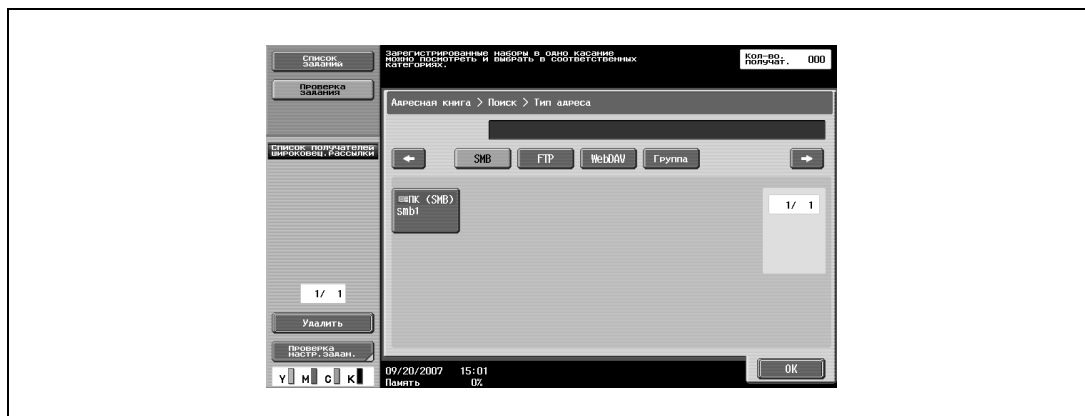 Список
заданий
Проверка
задания
Список получателей
широковещ.рассылки
1/ 1
Удалить
Проверка
настр.задан.
Y M C K
Зарегистрированные наборы в одно касание
можно посмотреть и выбрать в соответственных
категориях.
Кол-во.
получат. 000
Адресная книга > Поиск > Тип адреса
SMB FTP WebDAV Группа
ПК (SMB)
smb1
1/ 1
09/20/2007 15:01
Память 0%
OK